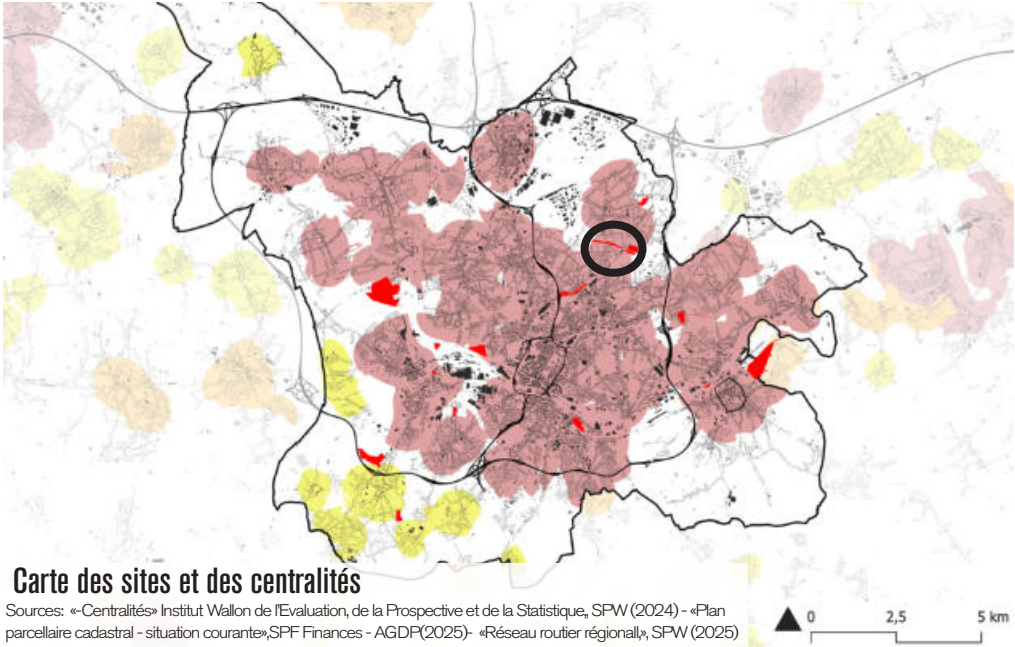 Carte des sites et des centralités
Sources: «-Centralités» Institut Wallon de l'Evaluation, de la Prospective et de la Statistique,, SPW (2024) - «Plan
parcellaire cadastral - situation courante»,SPF Finances - AGDP(2025)- «Réseau routier régional», SPW (2025)
0 2,5 5 km